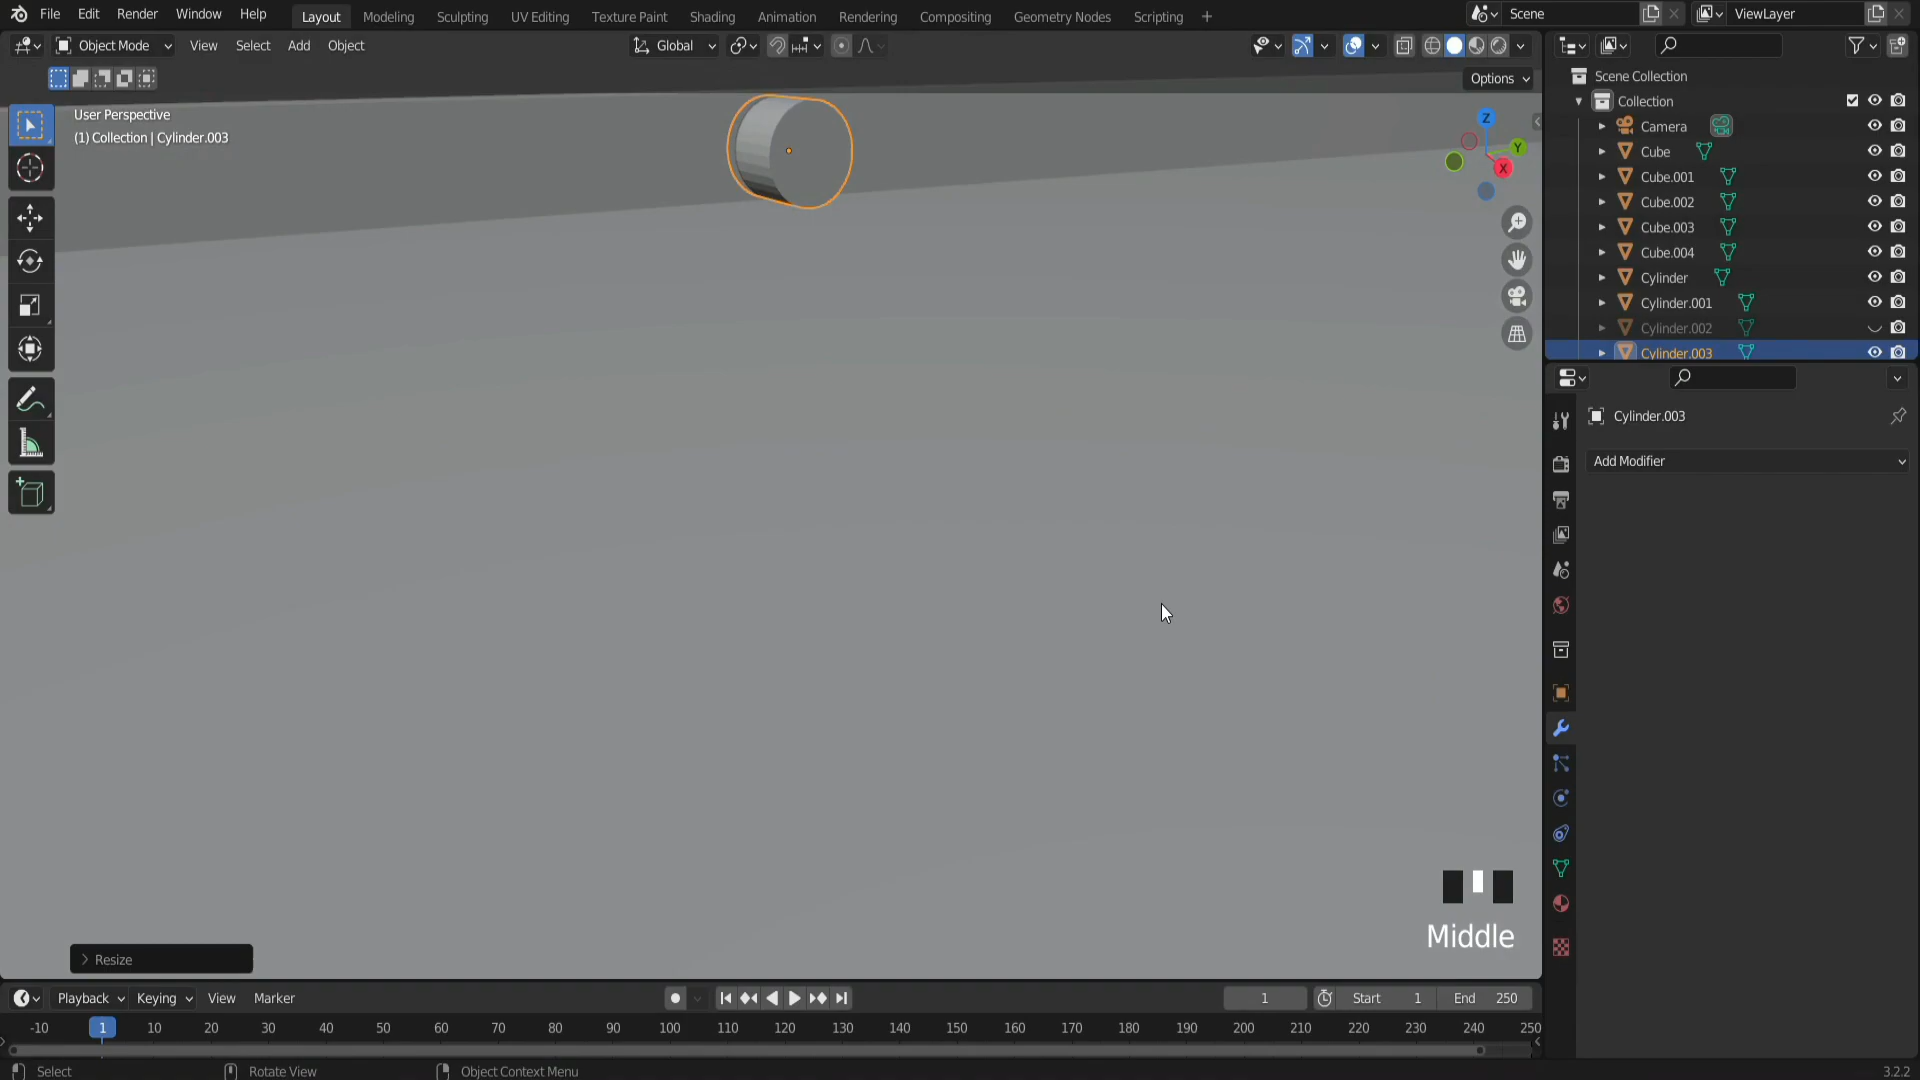 File Edit Render Window Help Layout Modeling Sculpting UV Editing Texture Paint Shading Animation Rendering Compositing Geometry Nodes Scripting + Scene ViewLayer
Object Mode View Select Add Object Global
Options
User Perspective
(1) Collection | Cylinder.003
Z
Y
X
Scene Collection
Collection
Camera
Cube
Cube.001
Cube.002
Cube.003
Cube.004
Cylinder
Cylinder.001
Cylinder.002
Cylinder.003
Cylinder.003
Add Modifier
Middle
Resize
Playback Keying View Marker 1 Start 1 End 250
-10 1 10 20 30 40 50 60 70 80 90 100 110 120 130 140 150 160 170 180 190 200 210 220 230 240 250
Select Rotate View Object Context Menu 3.2.2